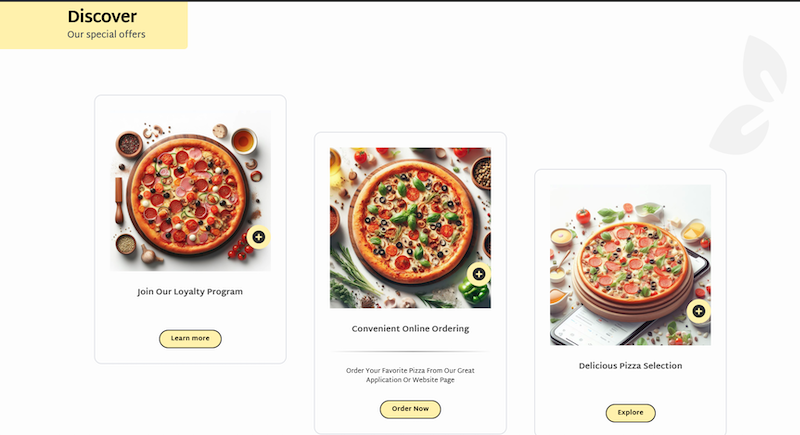 Discover
Our special offers
Join Our Loyalty Program
Learn more
Convenient Online Ordering
Order Your Favorite Pizza From Our Great
Application Or Website Page
Order Now
Delicious Pizza Selection
Explore